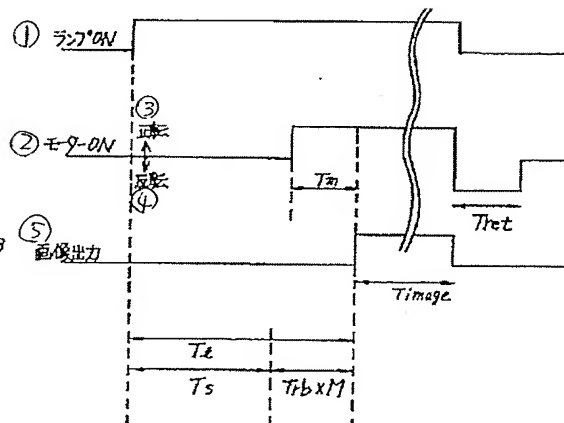 ① ランプON
③
正転
② モーターON
反転
④
Tm
Tret
⑤
画像出力
Timage
Tl
Ts
Trb×M